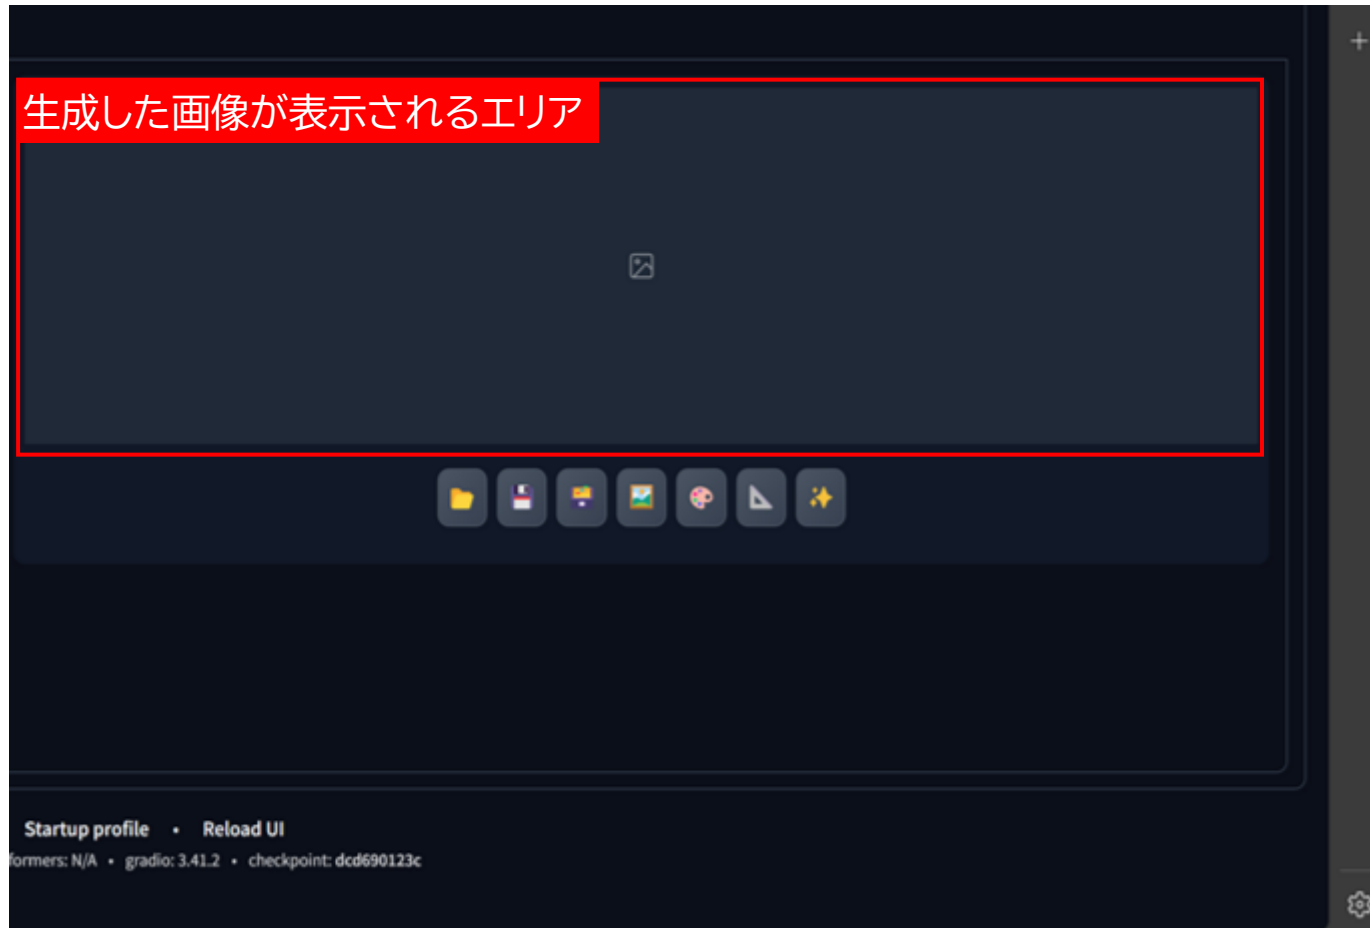 生成した画像が表示されるエリア
Startup profile • Reload UI
formers: N/A • gradio: 3.41.2 • checkpoint: dcd690123c